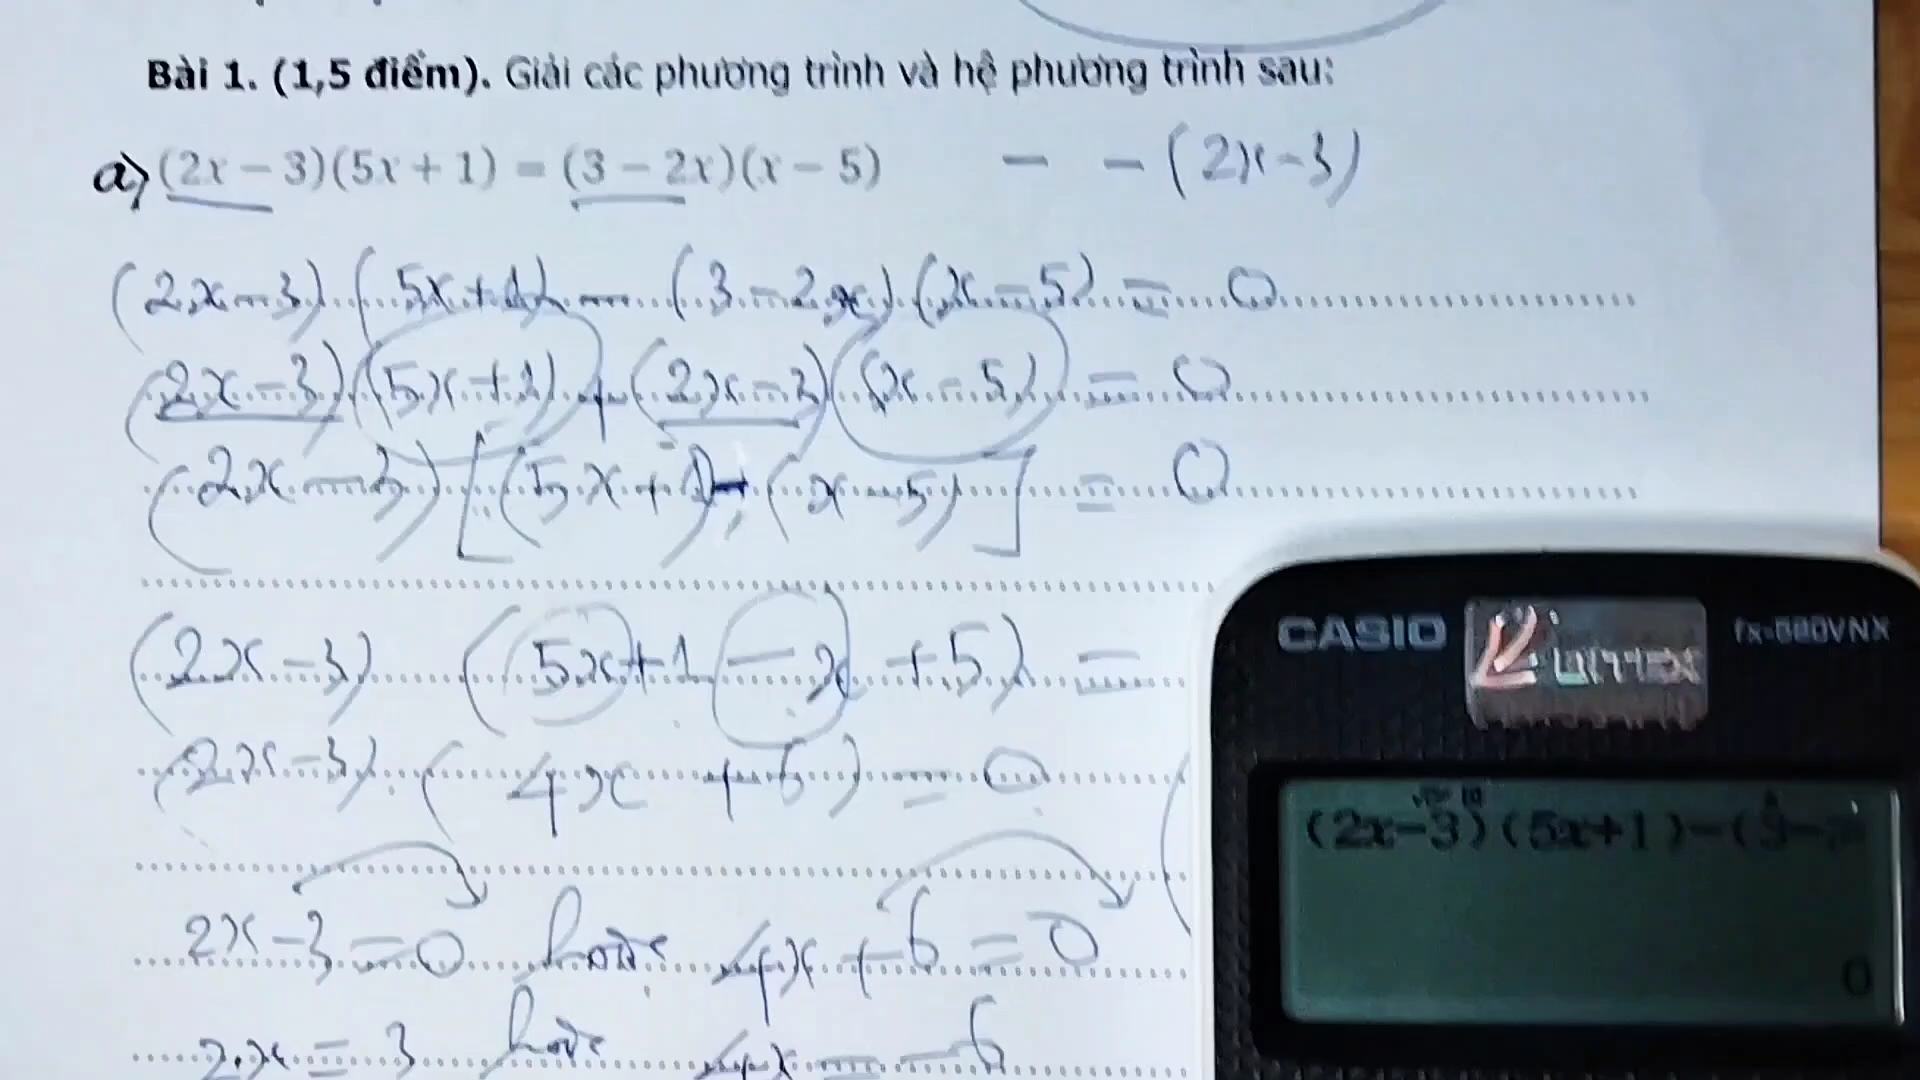 Bài 1. (1,5 điểm). Giải các phương trình và hệ phương trình sau:
a) (2x - 3)(5x + 1) = (3 - 2x)(x - 5) - - (2x - 3)
(2x - 3) (5x + 1) - (3 - 2x) (x - 5) = 0
(2x - 3) (5x + 1) + (2x - 3) (x - 5) = 0
(2x - 3) [(5x + 1) - (x - 5)] = 0
(2x - 3) (5x + 1 - x + 5) =
(2x - 3) . (4x + 6) = 0
2x - 3 = 0 hoặc 4x + 6 = 0
2x = 3 hoặc 4x = -6
CASIO
fx-580VNX
(2x-3)(5x+1)-(3-
0